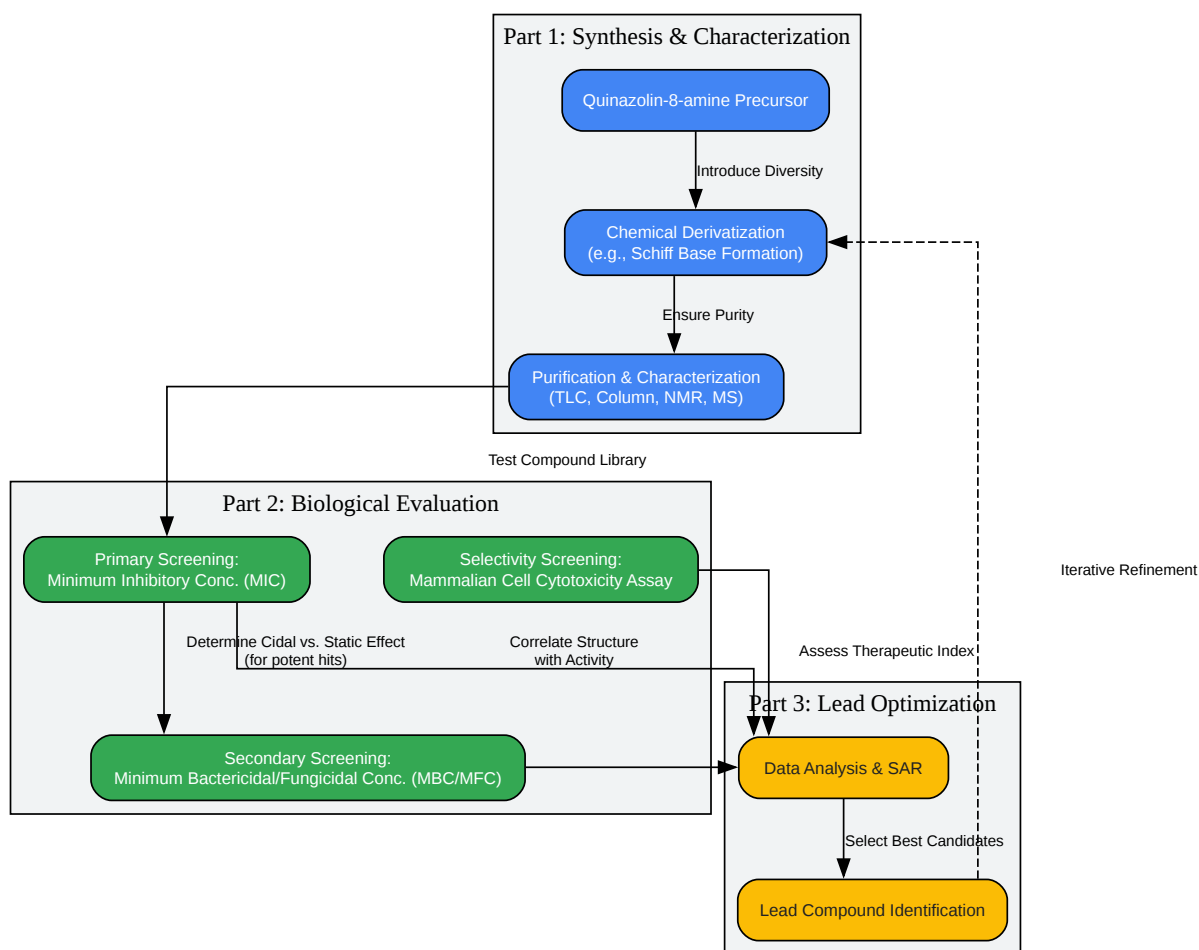 Part 1: Synthesis & Characterization
Quinazolin-8-amine Precursor
Introduce Diversity
Chemical Derivatization
(e.g., Schiff Base Formation)
Ensure Purity
Purification & Characterization
(TLC, Column, NMR, MS)
Test Compound Library
Part 2: Biological Evaluation
Primary Screening:
Minimum Inhibitory Conc. (MIC)
Selectivity Screening:
Mammalian Cell Cytotoxicity Assay
Iterative Refinement
Determine Cidal vs. Static Effect
(for potent hits)
Correlate Structure
with Activity
Assess Therapeutic Index
Part 3: Lead Optimization
Secondary Screening:
Minimum Bactericidal/Fungicidal Conc. (MBC/MFC)
Data Analysis & SAR
Select Best Candidates
Lead Compound Identification